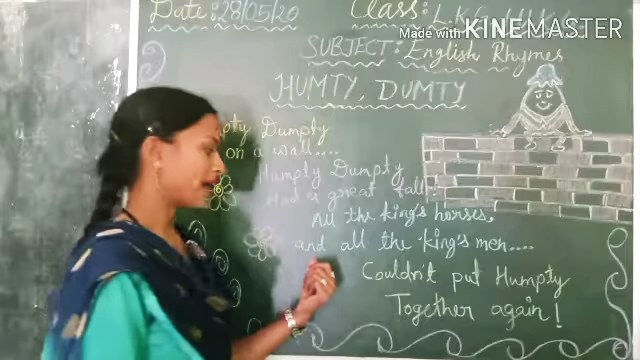 Date: 28/05/20
Class: L.K.G
Made with KINEMASTER
SUBJECT: English Rhymes
HUMTY, DUMTY
Dumpty
on a wall....
Humpty Dumpty
Had a great fall!
All the king's horses,
and all the king's men....
Couldn't put Humpty
Together again!